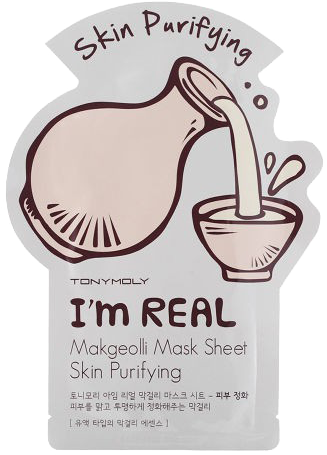 Skin Purifying
TONYMOLY
I'm REAL
Makgeolli Mask Sheet
Skin Purifying
토니모리 아임 리얼 막걸리 마스크 시트 - 피부 정화
피부를 맑고 투명하게 정화해주는 막걸리
[ 유액 타입의 막걸리 에센스 ]